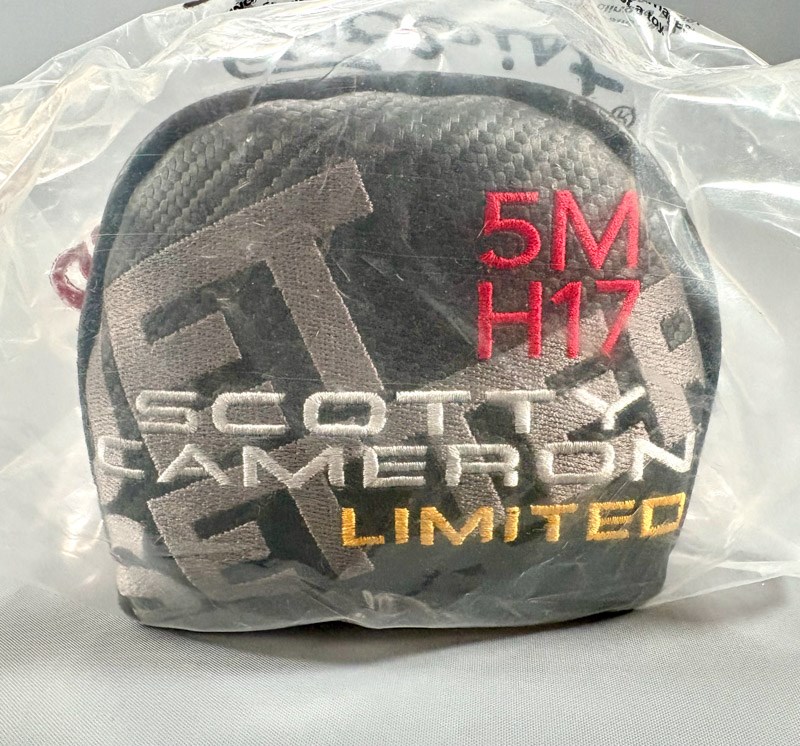 5M
H17
SCOTTY
CAMERON
LIMITED